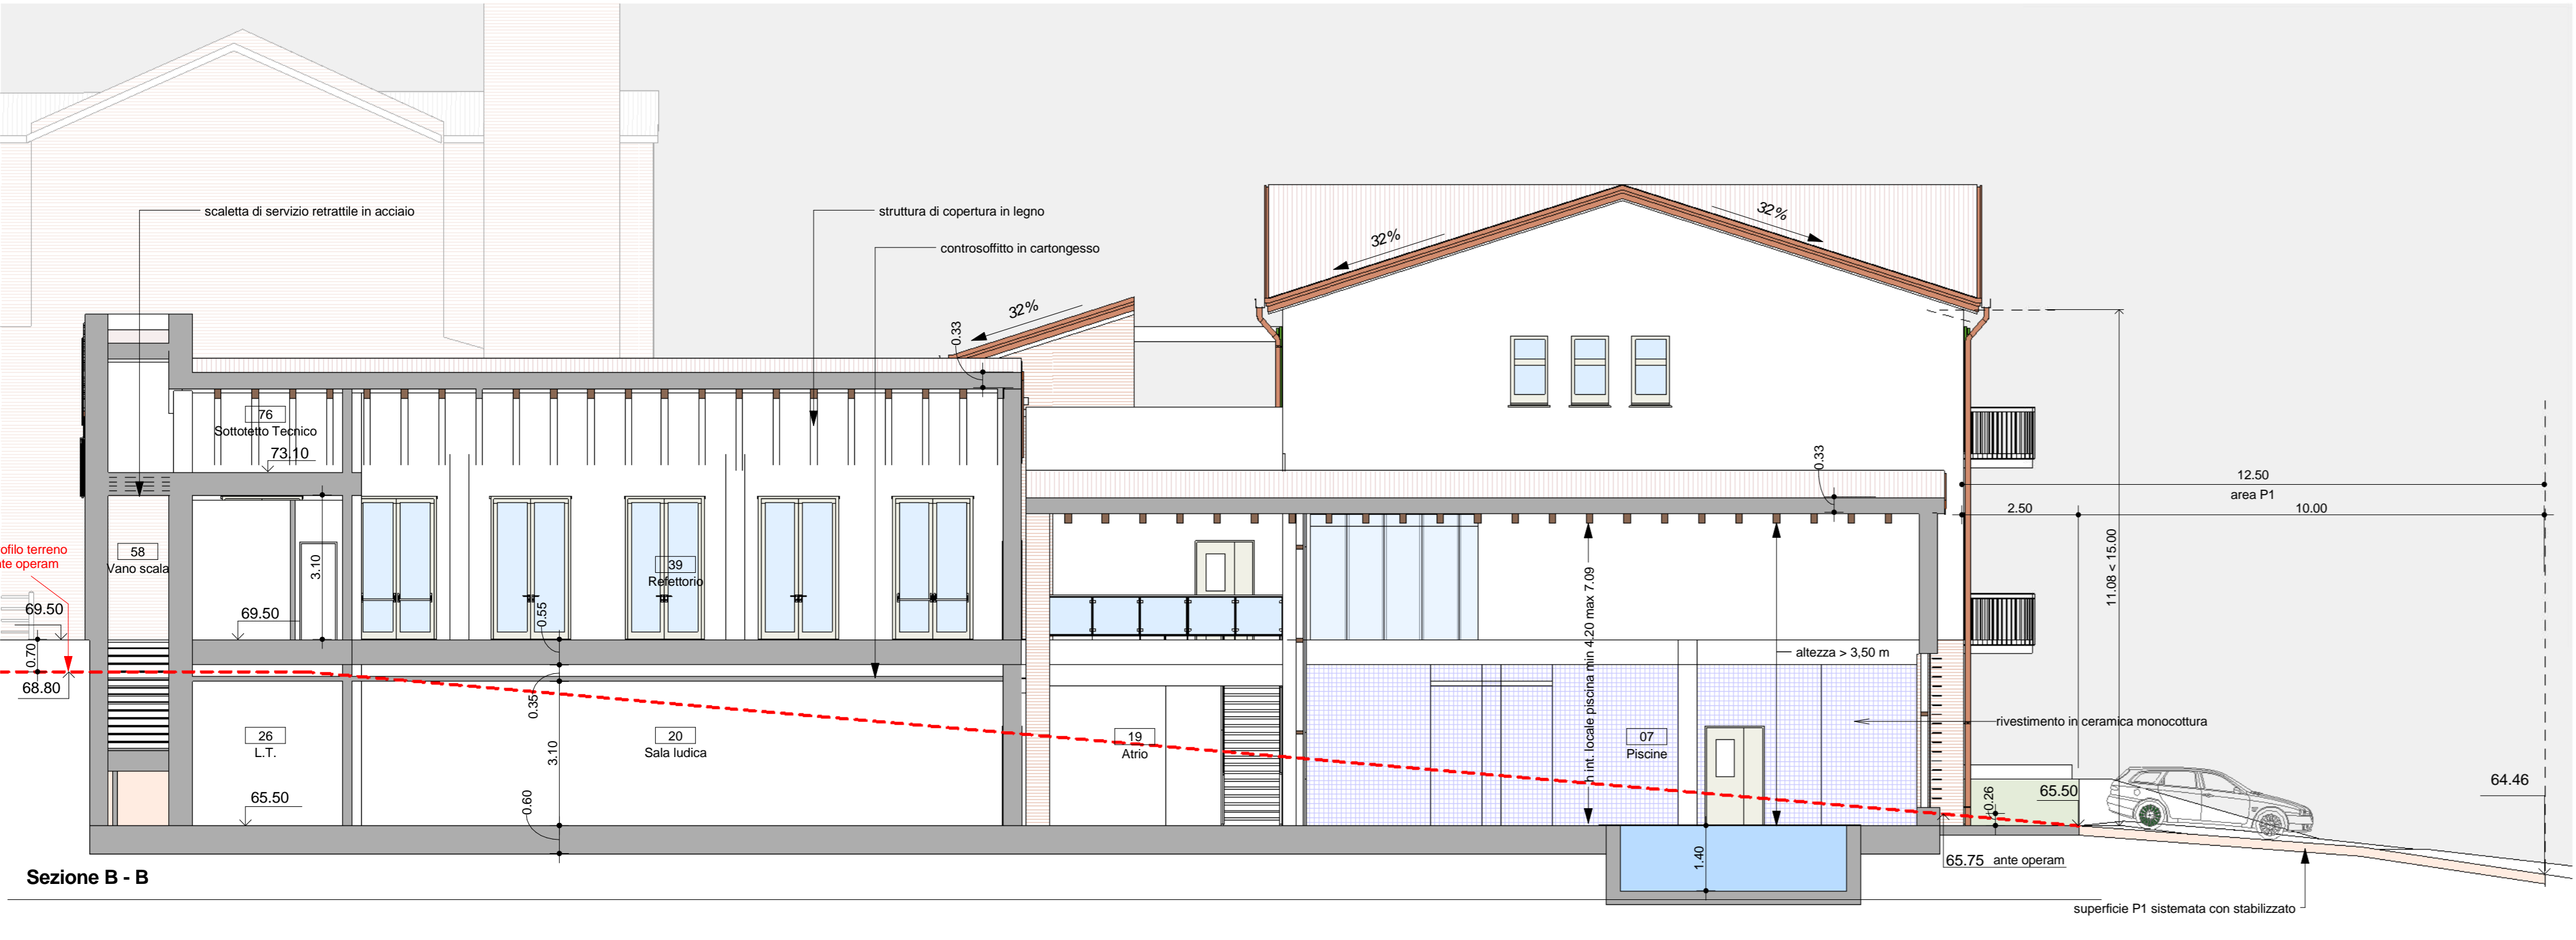 scaletta di servizio retrattile in acciaio
struttura di copertura in legno
controsoffitto in cartongesso
32%
32%
32%
0.33
76
Sottotetto Tecnico
73.10
0.33
12.50
area P1
2.50
10.00
ofilo terreno
nte operam
58
Vano scala
3.10
39
Refettorio
h int. locale piscina min 4.20 max 7.09
11.08 < 15.00
69.50
69.50
0.55
0.70
altezza > 3,50 m
68.80
0.35
26
L.T.
20
Sala ludica
3.10
19
Atrio
07
Piscine
rivestimento in ceramica monocottura
64.46
65.50
0.60
0.26
65.50
1.40
65.75 ante operam
Sezione B - B
superficie P1 sistemata con stabilizzato